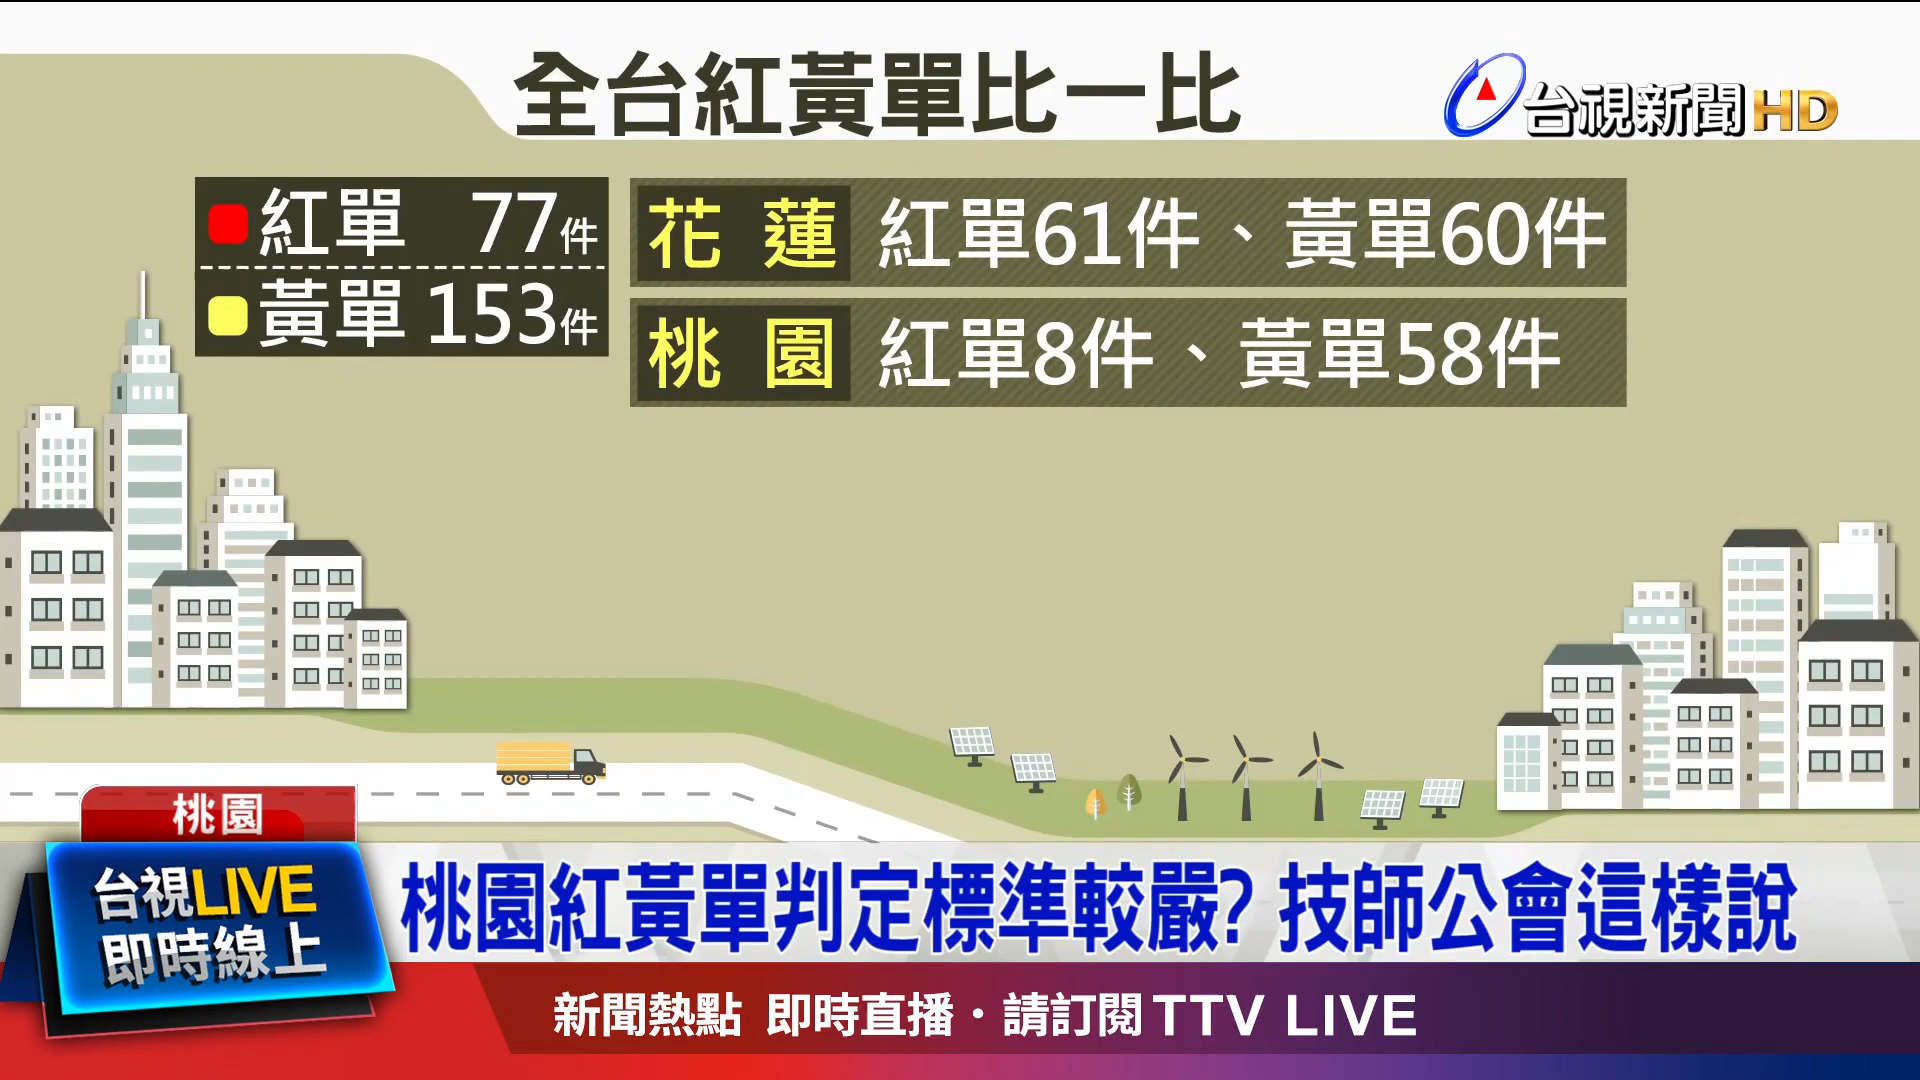 全台紅黃單比一比
台視新聞HD
紅單 77件
黃單 153件
花蓮 紅單61件、黃單60件
桃園 紅單8件、黃單58件
桃園
台視LIVE
即時線上
桃園紅黃單判定標準較嚴? 技師公會這樣說
新聞熱點 即時直播・請訂閱TTV LIVE